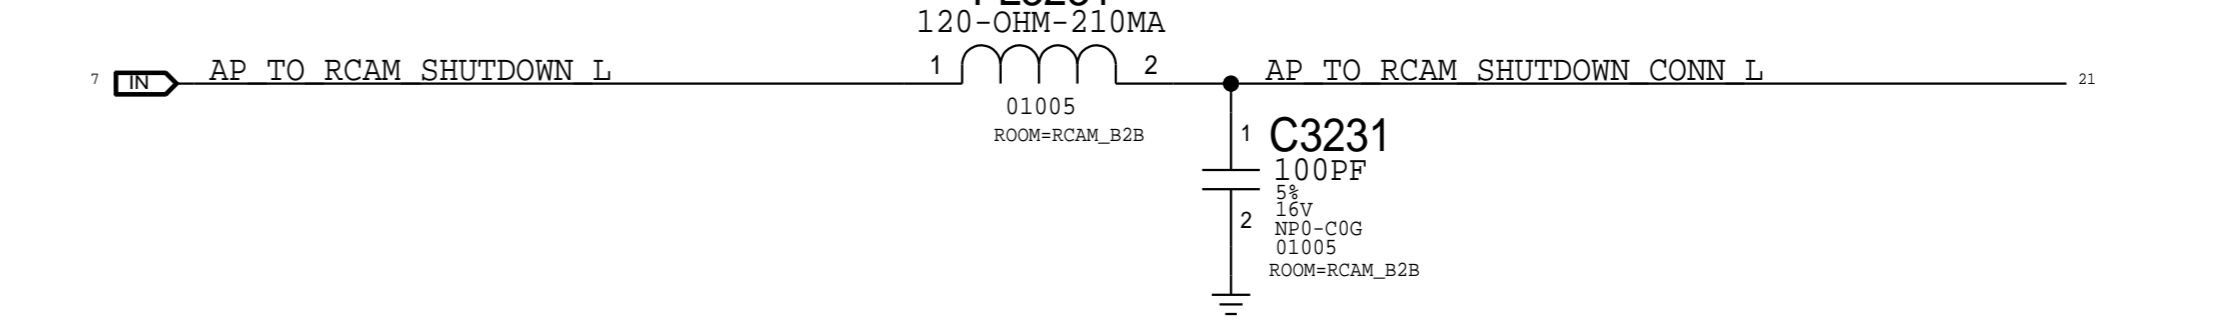 120-OHM-210MA
7 IN AP_TO_RCAM_SHUTDOWN_L 1 2 AP_TO_RCAM_SHUTDOWN_CONN_L 21
01005
ROOM=RCAM_B2B
1 C3231
100PF
5%
16V
2 NP0-C0G
01005
ROOM=RCAM_B2B